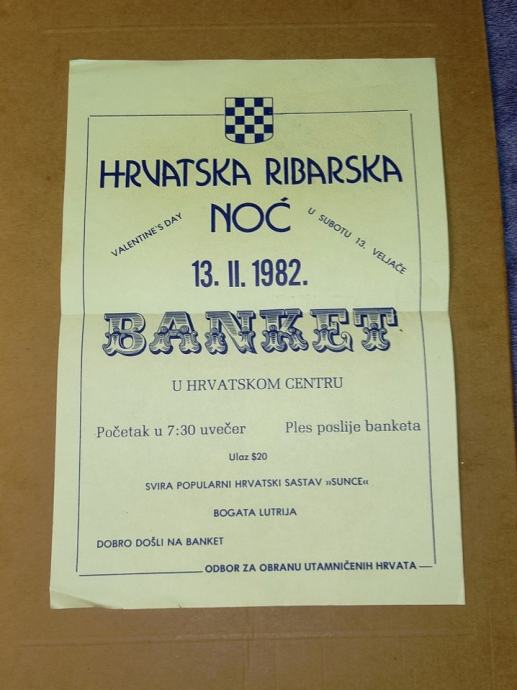 HRVATSKA RIBARSKA
NOĆ
VALENTINE'S DAY
U SUBOTU 13. VELJAČE
13. II. 1982.
BANKET
U HRVATSKOM CENTRU
Početak u 7:30 uvečer Ples poslije banketa
Ulaz $20
SVIRA POPULARNI HRVATSKI SASTAV »SUNCE«
BOGATA LUTRIJA
DOBRO DOŠLI NA BANKET
ODBOR ZA OBRANU UTAMNIČENIH HRVATA